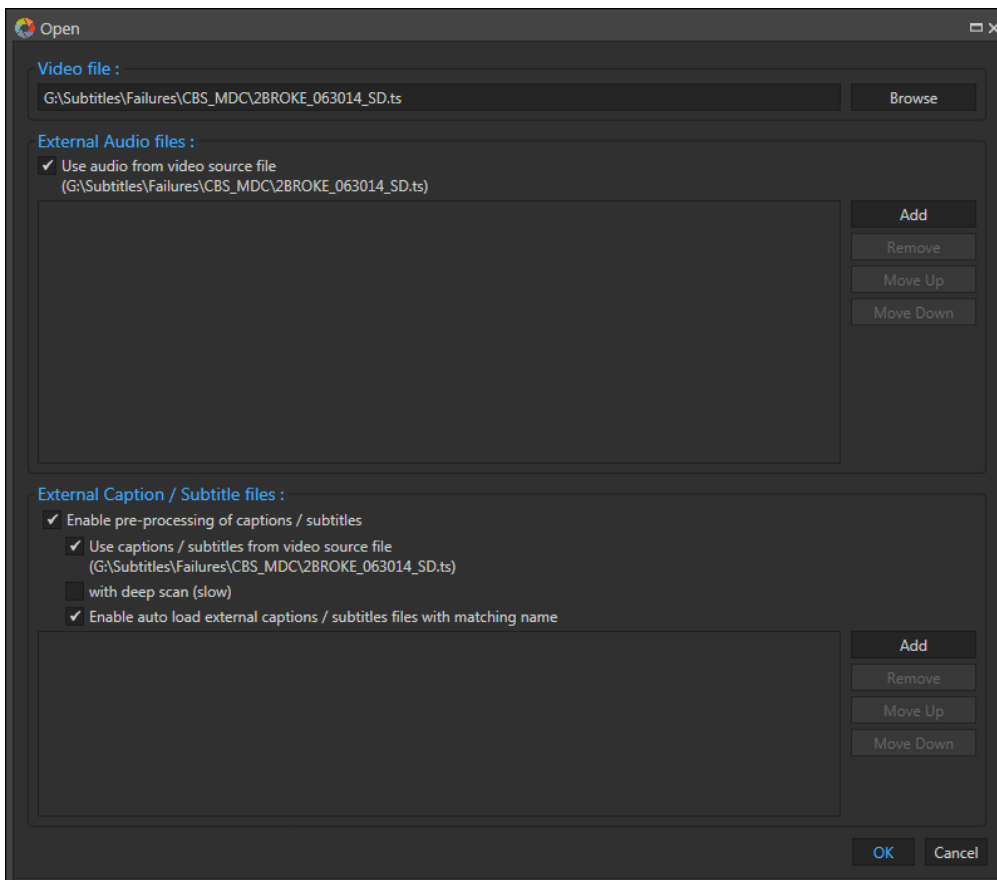 Open
Video file :
G:\Subtitles\Failures\CBS_MDC\2BROKE_063014_SD.ts
Browse
External Audio files :
Use audio from video source file
(G:\Subtitles\Failures\CBS_MDC\2BROKE_063014_SD.ts)
Add
Remove
Move Up
Move Down
External Caption / Subtitle files :
Enable pre-processing of captions / subtitles
Use captions / subtitles from video source file
(G:\Subtitles\Failures\CBS_MDC\2BROKE_063014_SD.ts)
with deep scan (slow)
Enable auto load external captions / subtitles files with matching name
Add
Remove
Move Up
Move Down
OK
Cancel